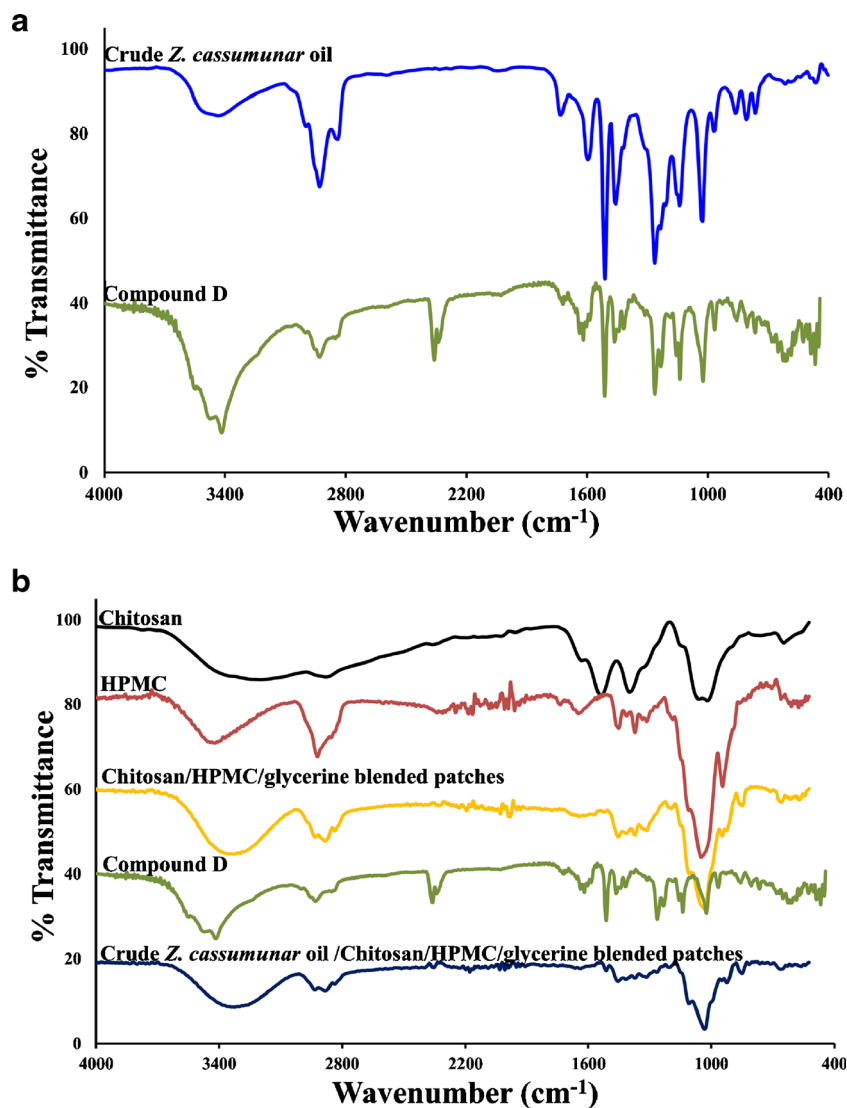 a
100
Crude Z. cassumunar oil
80
60
% Transmittance
Compound D
40
20
0
4000 3400 2800 2200 1600 1000 400
Wavenumber (cm-1)
b
100
Chitosan
HPMC
80
60
Chitosan/HPMC/glycerine blended patches
% Transmittance
Compound D
40
Crude Z. cassumunar oil /Chitosan/HPMC/glycerine blended patches
20
0
4000 3400 2800 2200 1600 1000 400
Wavenumber (cm-1)